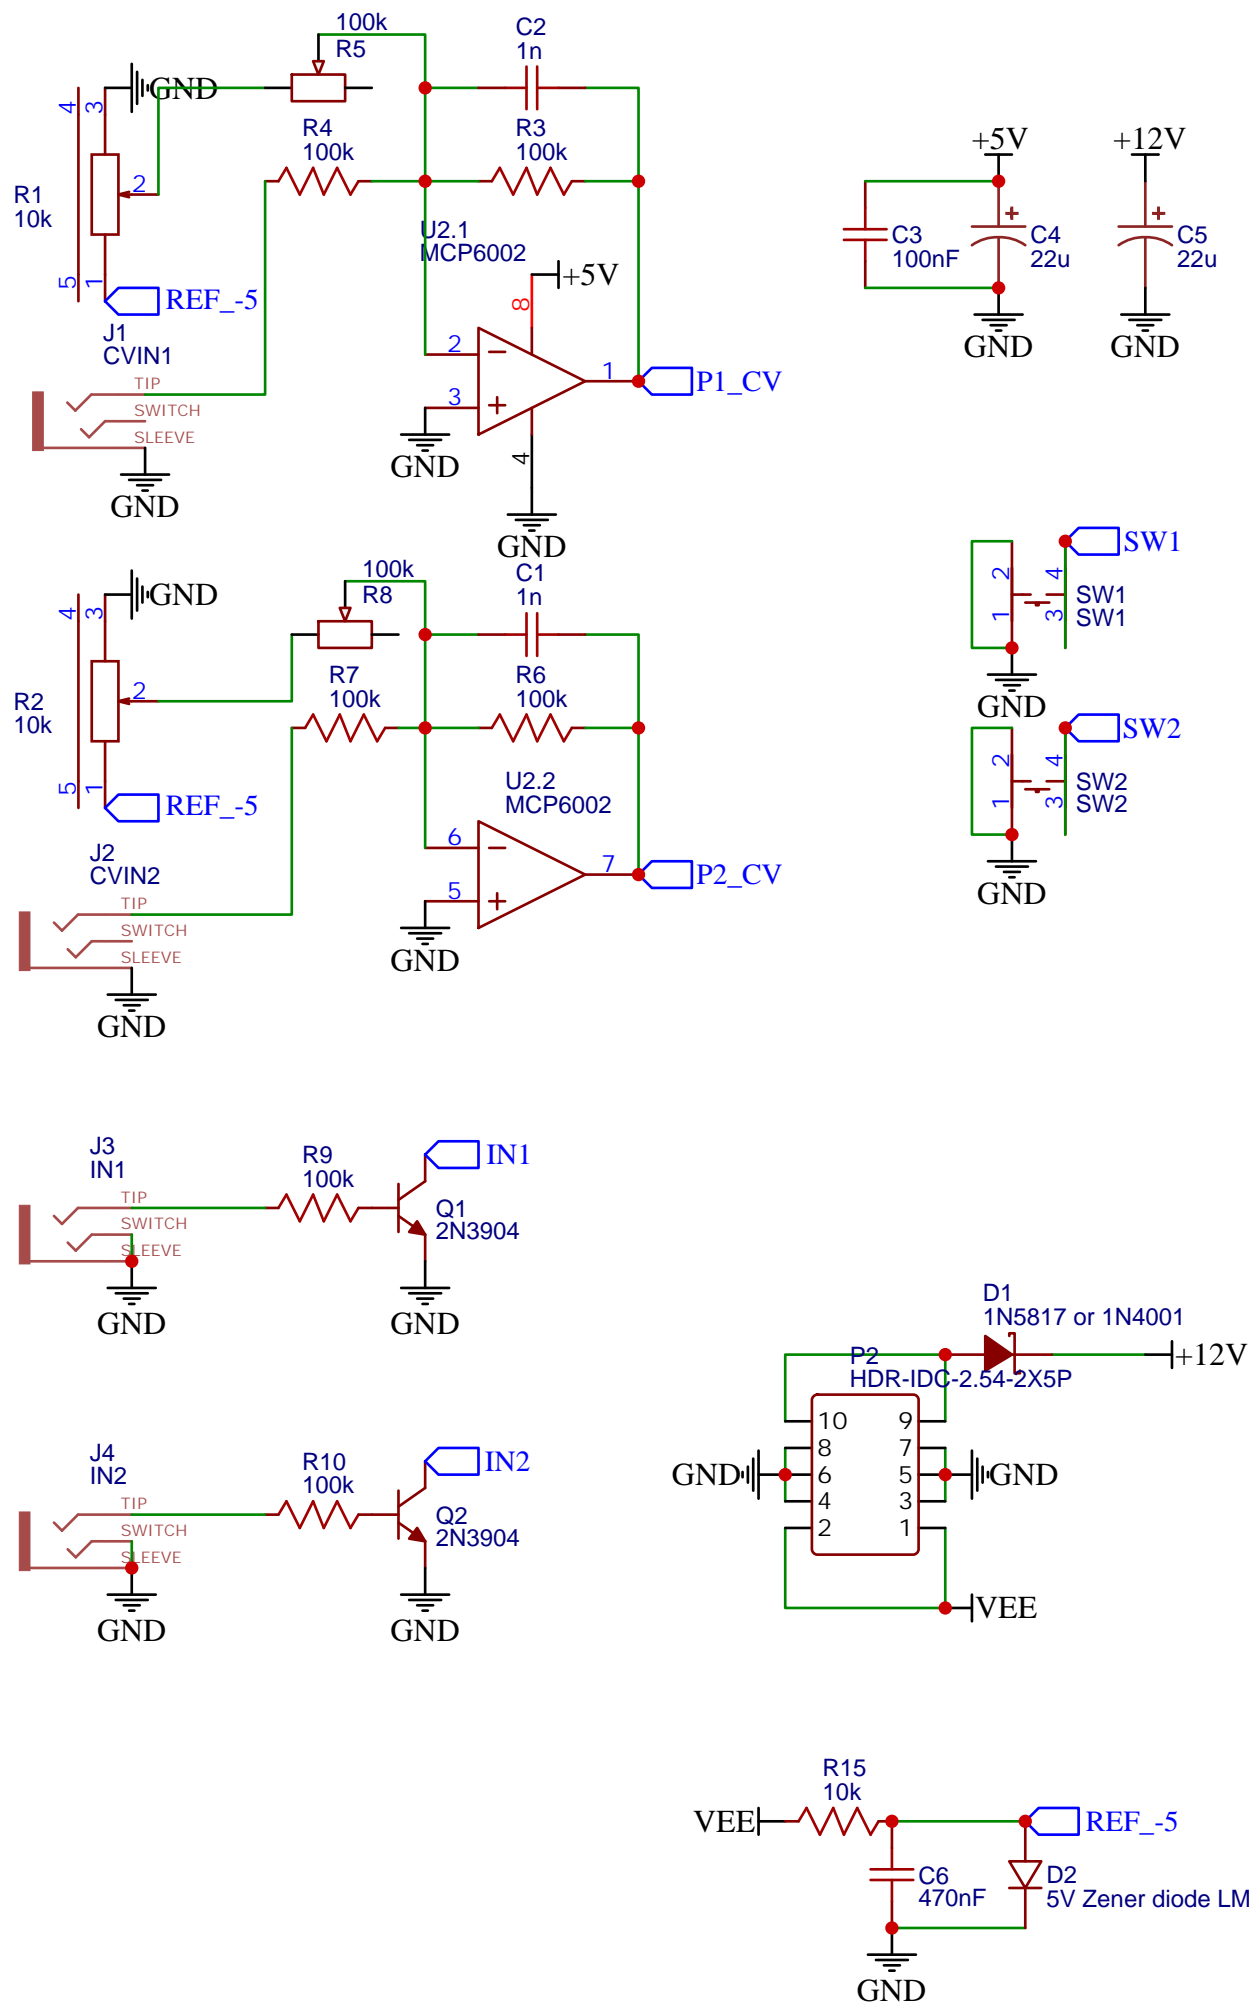 100k
R5
C2
1n
GND
4
3
R4
100k
R3
100k
R1
10k
2
5
1
REF_-5
U2.1
MCP6002
8
+5V
J1
CVIN1
TIP
SWITCH
SLEEVE
GND
2
3
1
P1_CV
GND
4
GND
+5V
C3
100nF
C4
22u
GND
+12V
C5
22u
GND
100k
R8
C1
1n
GND
4
3
R7
100k
R6
100k
R2
10k
2
5
1
REF_-5
U2.2
MCP6002
J2
CVIN2
TIP
SWITCH
SLEEVE
GND
6
5
7
P2_CV
GND
SW1
2
4
1
3
SW1
SW1
GND
SW2
2
4
1
3
SW2
SW2
GND
J3
IN1
TIP
SWITCH
SLEEVE
GND
R9
100k
IN1
Q1
2N3904
GND
J4
IN2
TIP
SWITCH
SLEEVE
GND
R10
100k
IN2
Q2
2N3904
GND
D1
1N5817 or 1N4001
+12V
P2
HDR-IDC-2.54-2X5P
10 9
8 7
GND 6 5 GND
4 3
2 1
VEE
R15
10k
VEE
REF_-5
C6
470nF
D2
5V Zener diode LM
GND